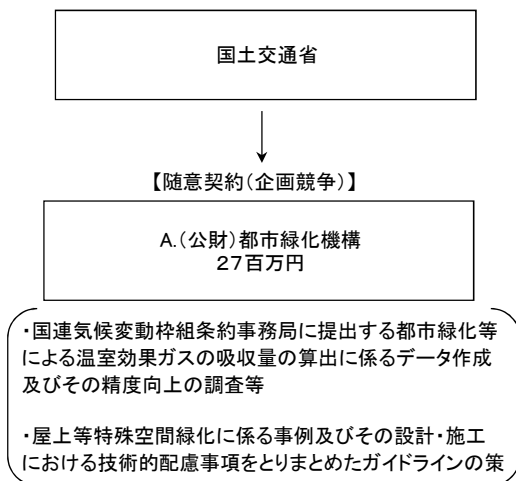 国土交通省
【随意契約(企画競争)】
A.(公財)都市緑化機構
27百万円
・国連気候変動枠組条約事務局に提出する都市緑化等
による温室効果ガスの吸収量の算出に係るデータ作成
及びその精度向上の調査等
・屋上等特殊空間緑化に係る事例及びその設計・施工
における技術的配慮事項をとりまとめたガイドラインの策